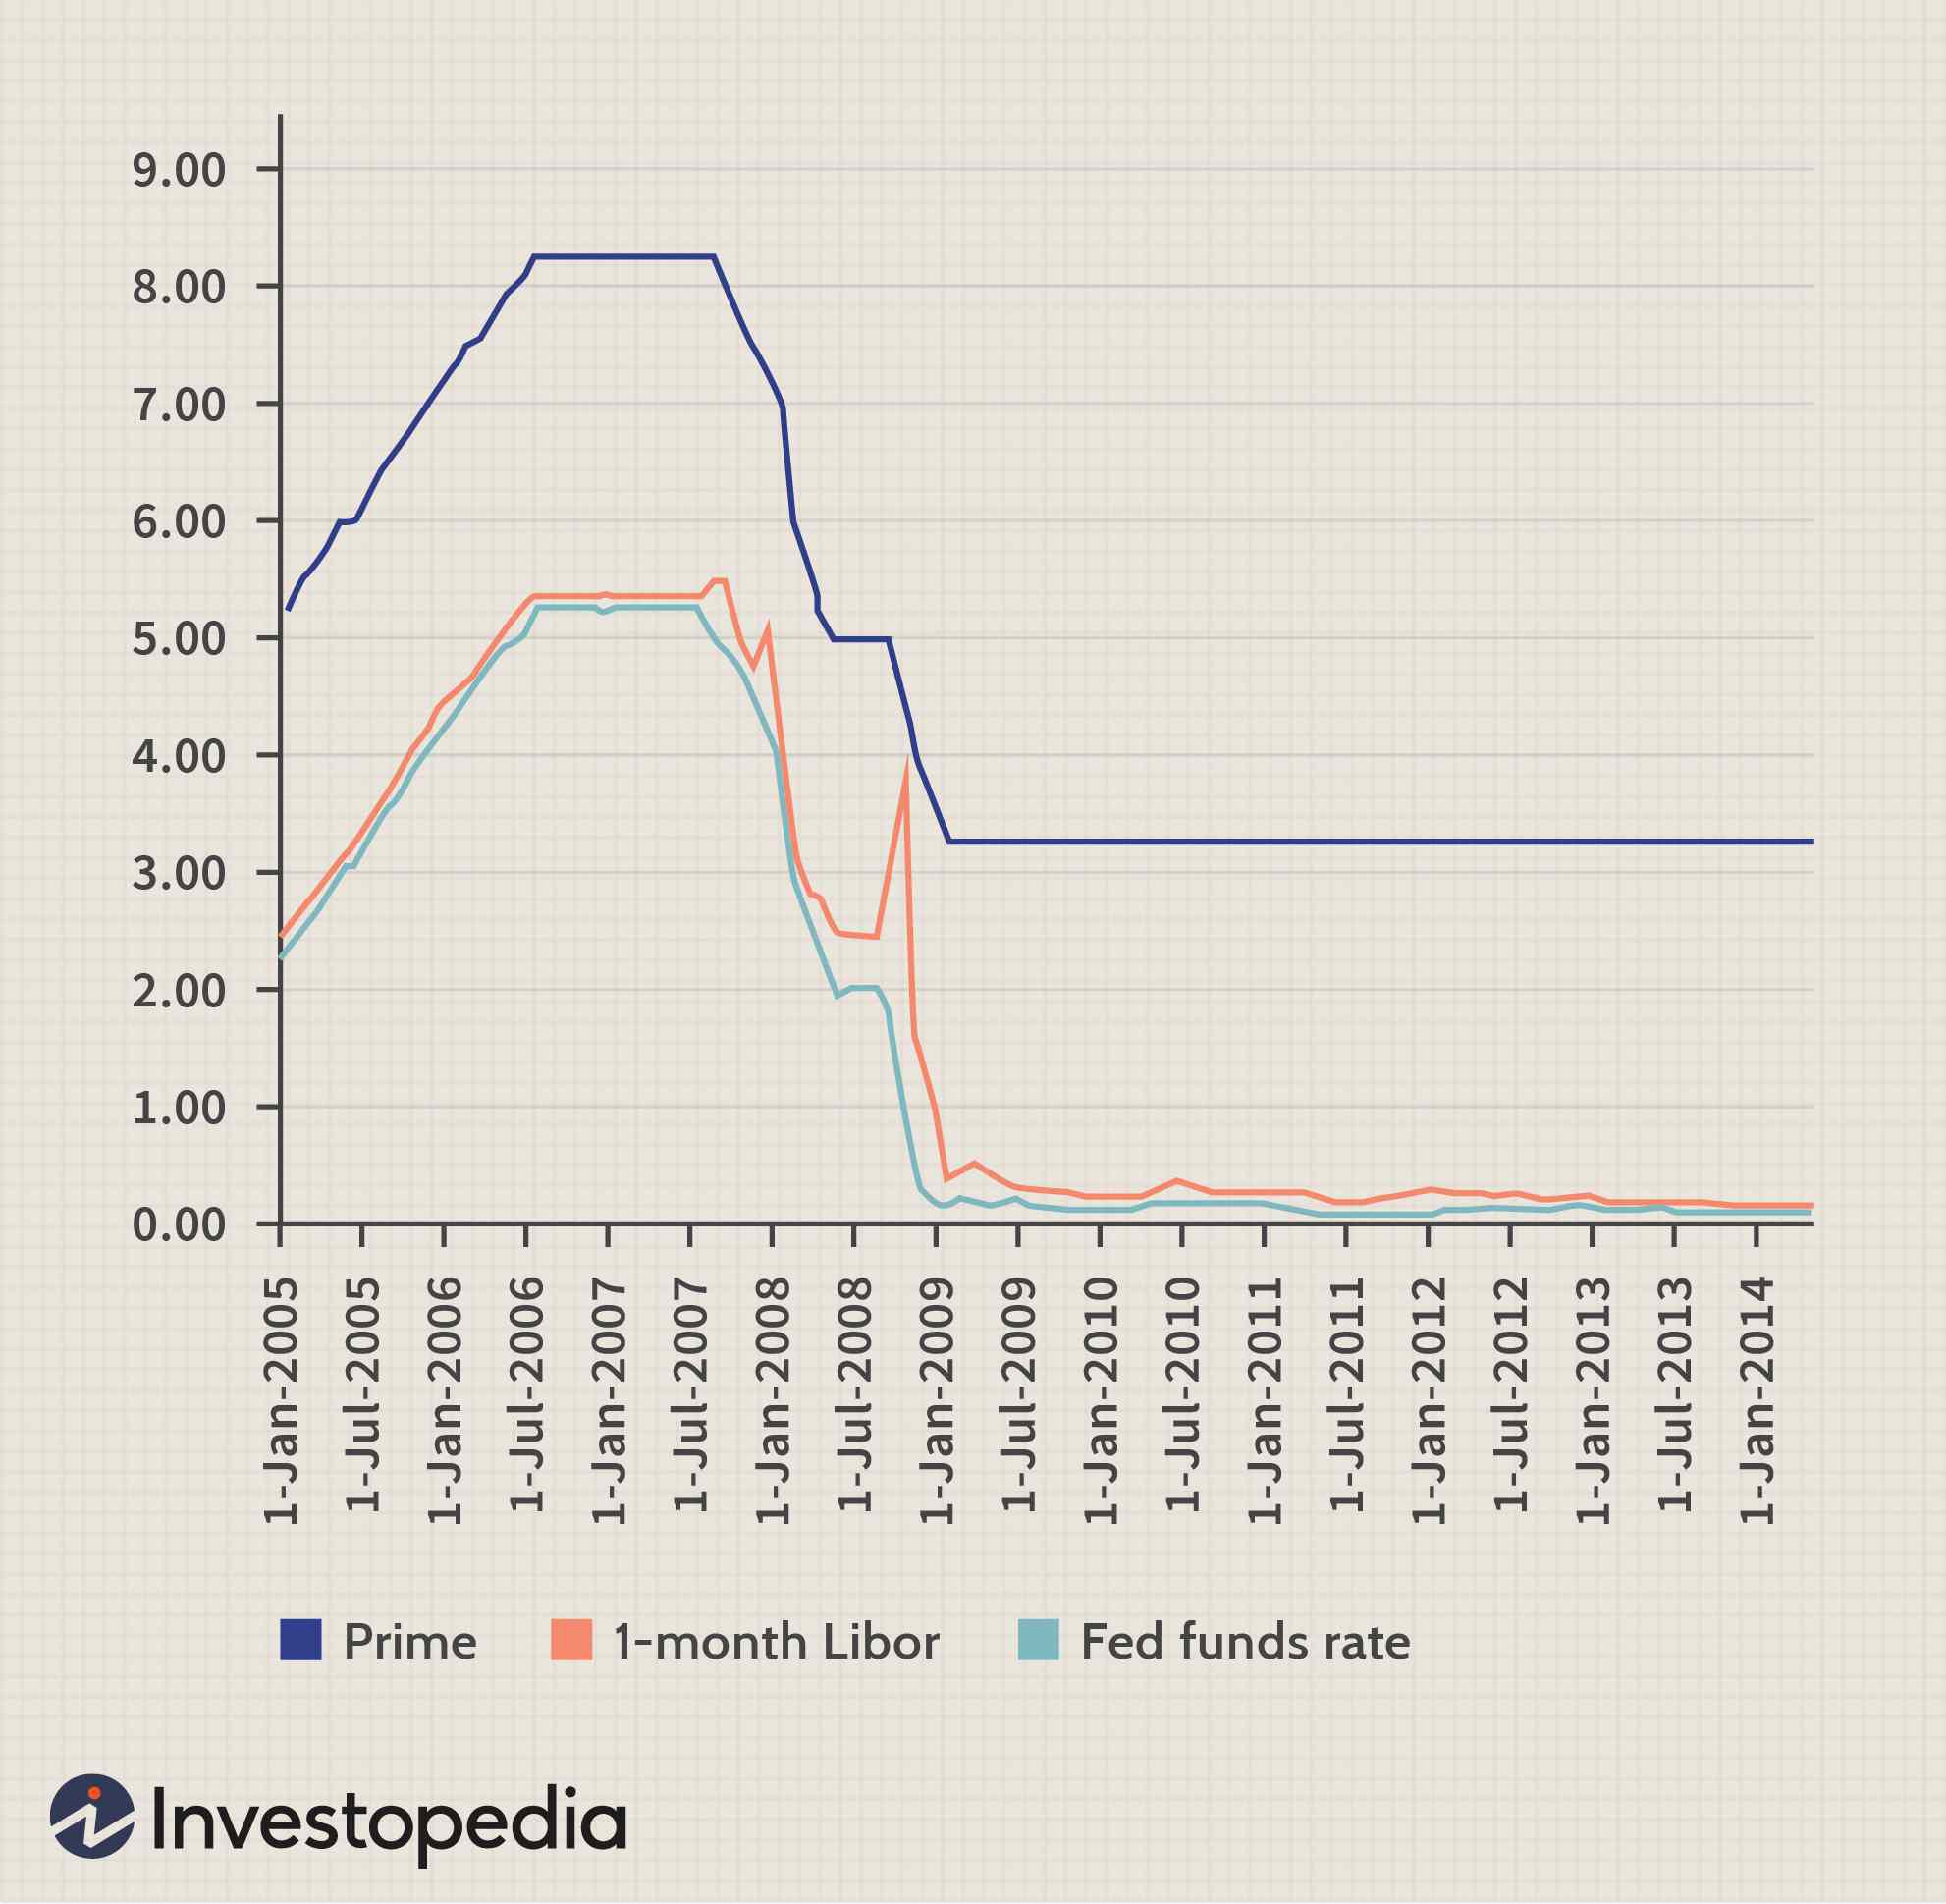 9.00
8.00
7.00
6.00
5.00
4.00
3.00
2.00
1.00
0.00
1-Jan-2005
1-Jul-2005
1-Jan-2006
1-Jul-2006
1-Jan-2007
1-Jul-2007
1-Jan-2008
1-Jul-2008
1-Jan-2009
1-Jul-2009
1-Jan-2010
1-Jul-2010
1-Jan-2011
1-Jul-2011
1-Jan-2012
1-Jul-2012
1-Jan-2013
1-Jul-2013
1-Jan-2014
Prime 1-month Libor Fed funds rate
Investopedia